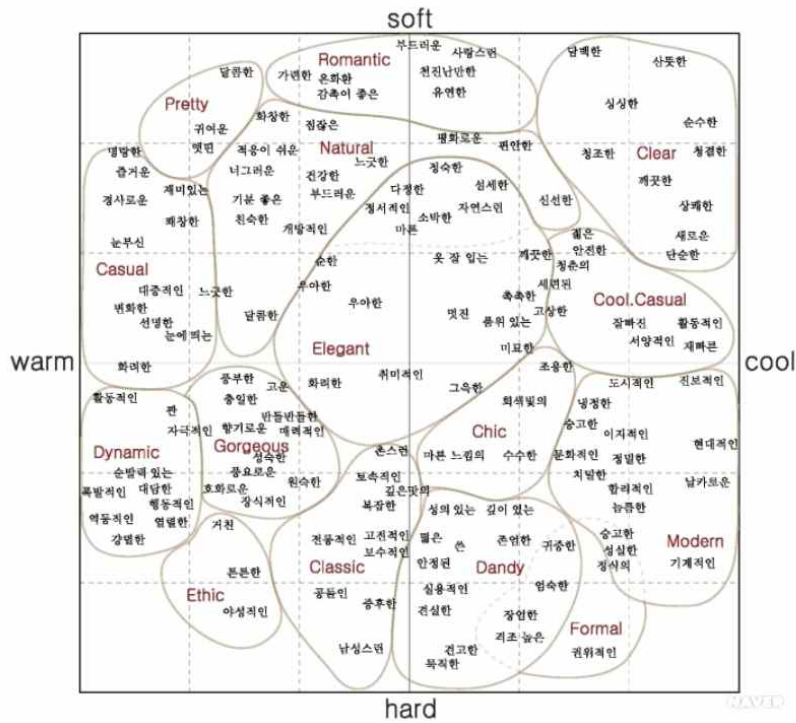 soft
부드러운
사랑스런
Romantic
가련한
온화환
천진난만한
감촉이 좋은
유연한
담백한
산뜻한
싱싱한
순수한
청조한
Clear
청결한
깨끗한
상쾌한
새로운
단순한
달콤한
Pretty
귀여운
앳띤
화창한
점잖은
Natural
평화로운
편안한
적응이 쉬운
느긋한
너그러운
건강한
기분 좋은
부드러운
친숙한
개방적인
신선한
명랑한
즐거운
재미있는
경사로운
쾌창한
눈부신
Casual
대중적인
느긋한
변화한
선명한
눈에 띄는
화려한
달콤한
정숙한
다정한
섬세한
정서적인
자연스런
소박한
마른
순한
옷 잘 입는
깨끗한
우아한
우아한
촉촉한
멋진
품위 있는
고상한
Elegant
미묘한
화려한
취미적인
그윽한
젊은
안진한
청춘의
세련된
Cool.Casual
잘빠진
활동적인
서양적인
재빠른
warm
cool
활동적인
꽌
자극적인
Dynamic
순발력 있는
폭발적인
대담한
행동적인
역동적인
열렬한
강렬한
풍부한
고운
충일한
반들반들한
향기로운
매력적인
Gorgeous
성숙한
풍요로운
호화로운
원숙한
장식적인
조용한
회색빛의
Chic
마른 느낌의
수수한
도시적인
진보적인
냉정한
숭고한
이지적인
현대적인
문화적인
정밀한
치밀한
합리적인
날카로운
늠름한
Modern
기계적인
거친
튼튼한
Ethic
야성적인
촌스런
토속적인
깊은맛의
복잡한
전통적인
고전적인
보수적인
Classic
공들인
중후한
남성스런
성의 있는
깊이 있는
떫은
쓴
존엄한
귀중한
안정된
Dandy
실용적인
엄숙한
견실한
장엄한
격조 높은
견고한
묵직한
숭고한
성실한
정식의
Formal
권위적인
hard
NAVER